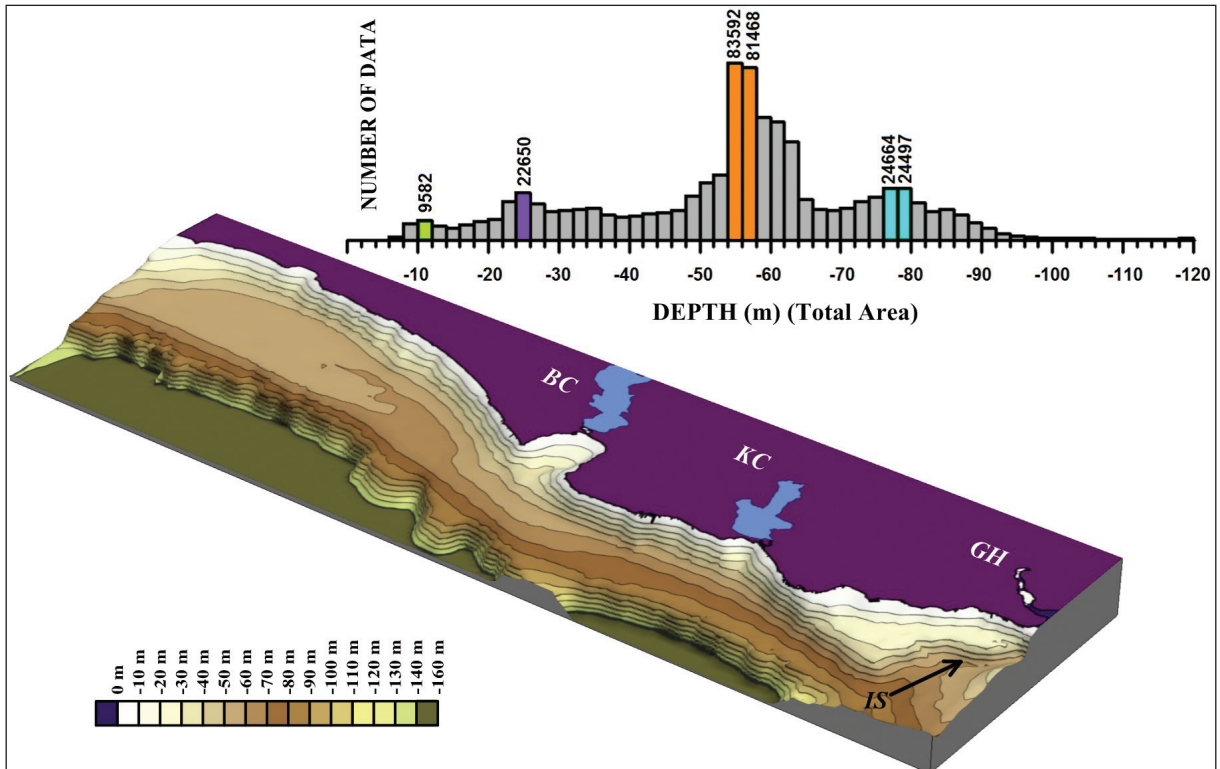 NUMBER OF DATA
9582
22650
83592
81468
24664
24497
-10 -20 -30 -40 -50 -60 -70 -80 -90 -100 -110 -120
DEPTH (m) (Total Area)
BC
KC
GH
IS
0 m
-10 m
-20 m
-30 m
-40 m
-50 m
-60 m
-70 m
-80 m
-90 m
-100 m
-110 m
-120 m
-130 m
-140 m
-160 m